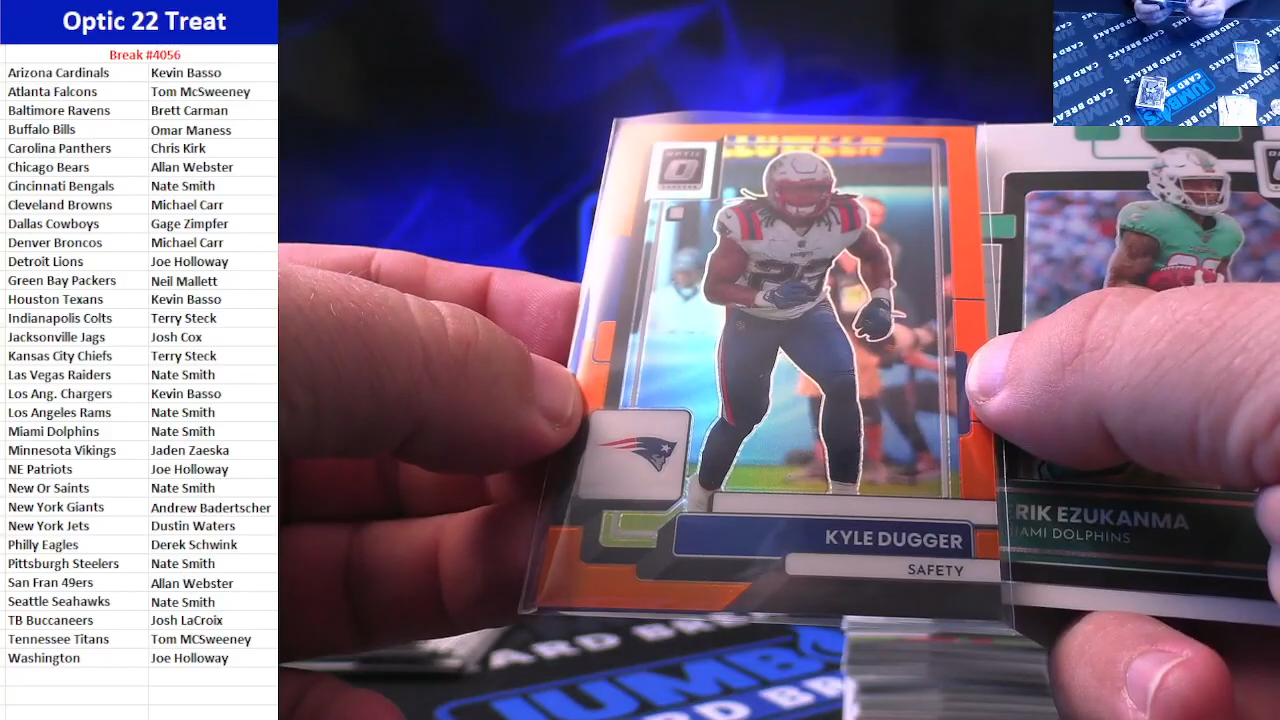 Optic 22 Treat
Break #4056
Arizona Cardinals Kevin Basso
Atlanta Falcons Tom McSweeney
Baltimore Ravens Brett Carman
Buffalo Bills Omar Maness
Carolina Panthers Chris Kirk
Chicago Bears Allan Webster
Cincinnati Bengals Nate Smith
Cleveland Browns Michael Carr
Dallas Cowboys Gage Zimpfer
Denver Broncos Michael Carr
Detroit Lions Joe Holloway
Green Bay Packers Neil Mallett
Houston Texans Kevin Basso
Indianapolis Colts Terry Steck
Jacksonville Jags Josh Cox
Kansas City Chiefs Terry Steck
Las Vegas Raiders Nate Smith
Los Ang. Chargers Kevin Basso
Los Angeles Rams Nate Smith
Miami Dolphins Nate Smith
Minnesota Vikings Jaden Zaeska
NE Patriots Joe Holloway
New Or Saints Nate Smith
New York Giants Andrew Badertscher
New York Jets Dustin Waters
Philly Eagles Derek Schwink
Pittsburgh Steelers Nate Smith
San Fran 49ers Allan Webster
Seattle Seahawks Nate Smith
TB Buccaneers Josh LaCroix
Tennessee Titans Tom MCSweeney
Washington Joe Holloway
OPTIC
KYLE DUGGER
SAFETY
ERIK EZUKANMA
MIAMI DOLPHINS
CARD BREAKS
JUMBO'S
CARD BR